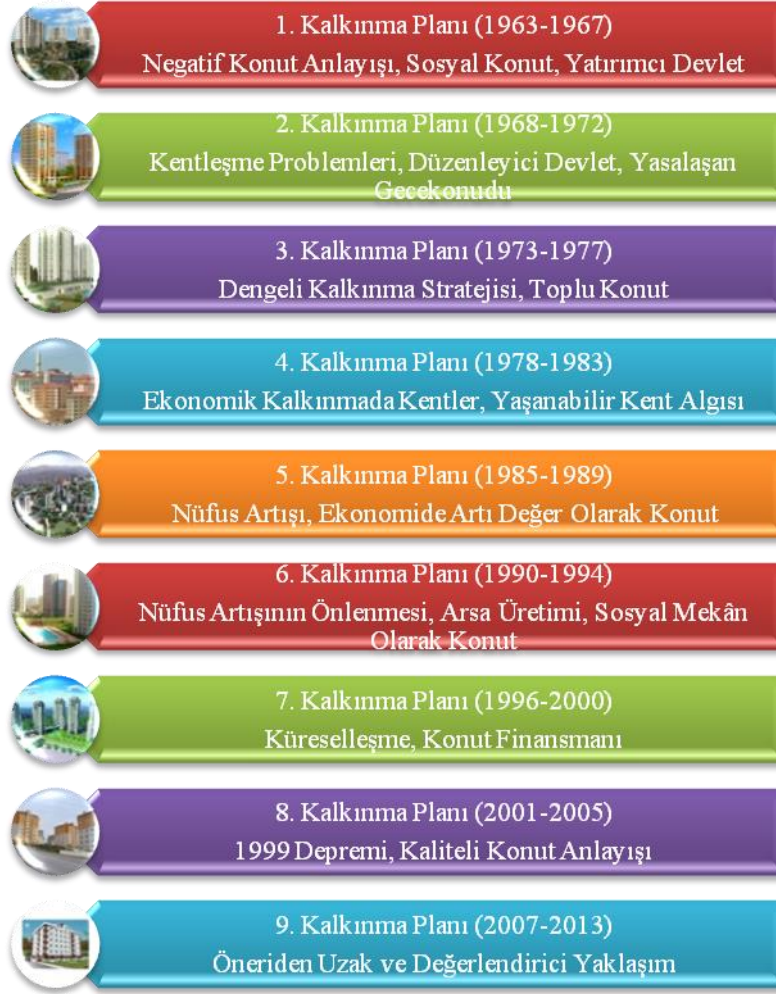 1. Kalkınma Planı (1963-1967)
Negatif Konut Anlayışı, Sosyal Konut, Yatırımcı Devlet
2. Kalkınma Planı (1968-1972)
Kentleşme Problemleri, Düzenleyici Devlet, Yasalaşan
Gecekonudu
3. Kalkınma Planı (1973-1977)
Dengeli Kalkınma Stratejisi, Toplu Konut
4. Kalkınma Planı (1978-1983)
Ekonomik Kalkınmada Kentler, Yaşanabilir Kent Algısı
5. Kalkınma Planı (1985-1989)
Nüfus Artışı, Ekonomide Artı Değer Olarak Konut
6. Kalkınma Planı (1990-1994)
Nüfus Artışının Önlenmesi, Arsa Üretimi, Sosyal Mekân
Olarak Konut
7. Kalkınma Planı (1996-2000)
Küreselleşme, Konut Finansmanı
8. Kalkınma Planı (2001-2005)
1999 Depremi, Kaliteli Konut Anlayışı
9. Kalkınma Planı (2007-2013)
Öneriden Uzak ve Değerlendirici Yaklaşım